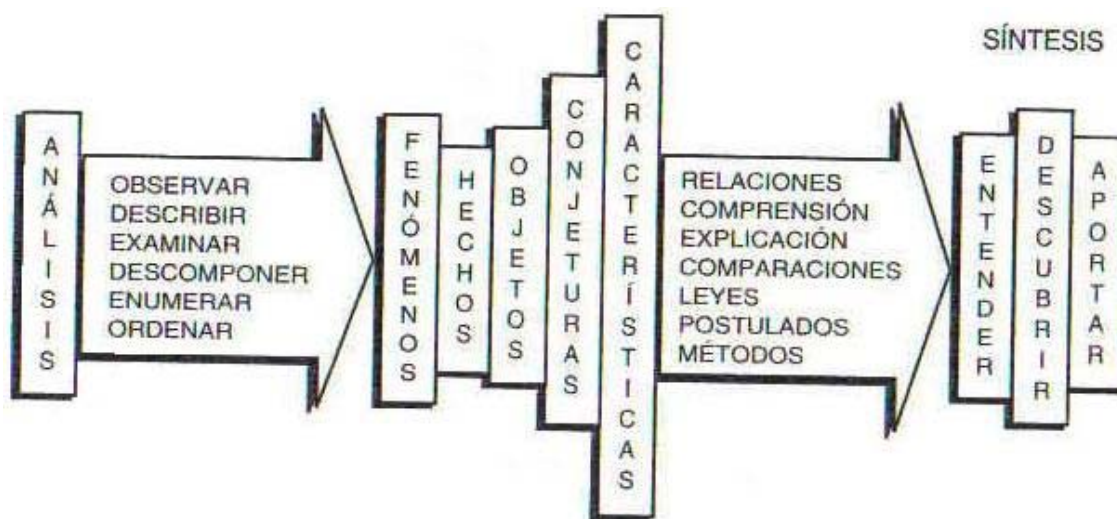 SÍNTESIS
ANÁLISIS
OBSERVAR
DESCRIBIR
EXAMINAR
DESCOMPONER
ENUMERAR
ORDENAR
FENÓMENOS
HECHOS
OBJETOS
CONJETURAS
CARACTERÍSTICAS
RELACIONES
COMPRENSIÓN
EXPLICACIÓN
COMPARACIONES
LEYES
POSTULADOS
MÉTODOS
ENTENDER
DESCUBRIR
APORTAR